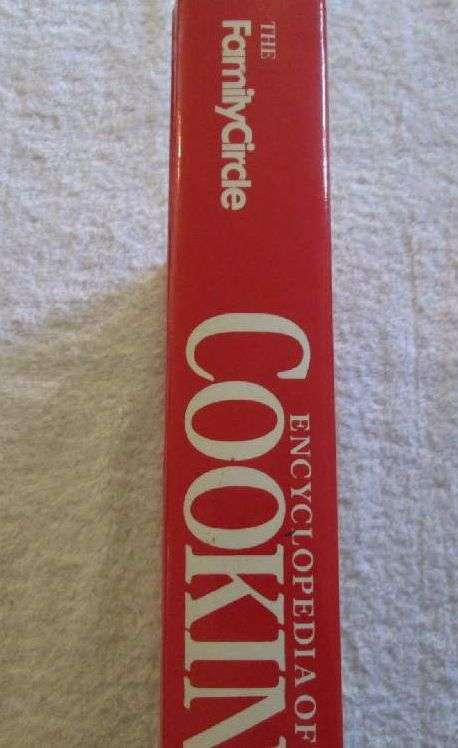 THE
FamilyCircle
ENCYCLOPEDIA OF
COOKIN